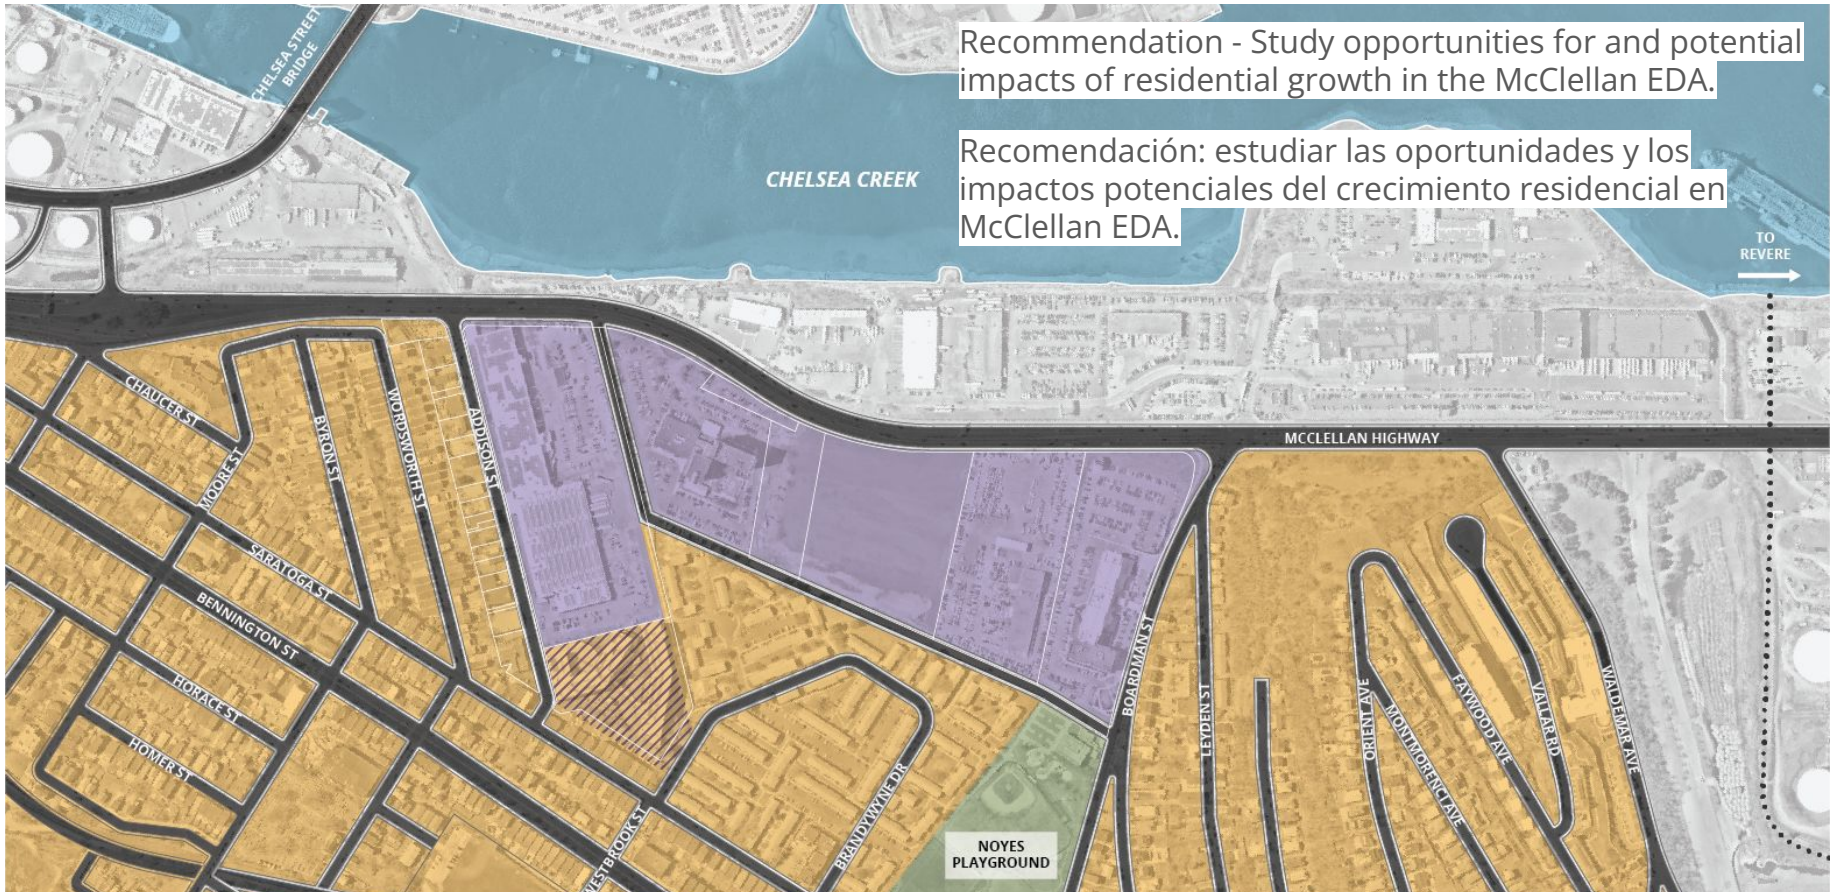 Recommendation - Study opportunities for and potential
impacts of residential growth in the McClellan EDA.
Recomendación: estudiar las oportunidades y los
impactos potenciales del crecimiento residencial en
McClellan EDA.
CHELSEA STREET
BRIDGE
CHELSEA CREEK
TO
REVERE
MCCLELLAN HIGHWAY
CHAUCER ST
MOORE ST
BYRON ST
WORDSWORTH ST
ADDISON ST
SARATOGA ST
BENNINGTON ST
HORACE ST
HOMER ST
WESTBROOK ST
BRANDYWYNE DR
NOYES
PLAYGROUND
BOARDMAN ST
LEYDEN ST
ORIENT AVE
MONTMORENCI AVE
FAYWOOD AVE
VALLAR RD
WALDEMAR AVE